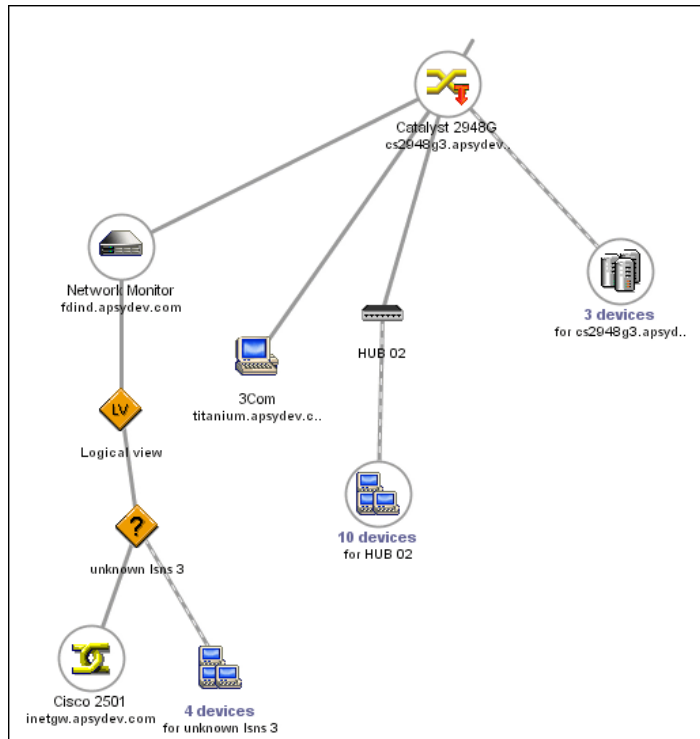 Catalyst 2948G
cs2948g3.apsydev..
Network Monitor
fdind.apsydev.com
3 devices
for cs2948g3.apsyd..
HUB 02
3Com
titanium.apsydev.c..
LV
Logical view
?
10 devices
for HUB 02
unknown lsns 3
Cisco 2501
inetgw.apsydev.com
4 devices
for unknown lsns 3